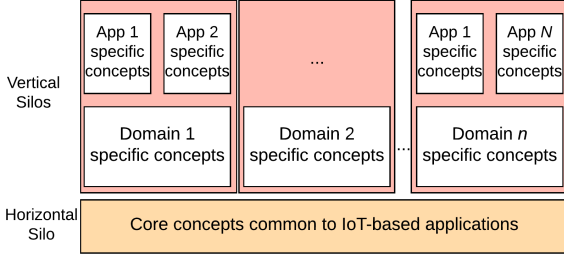 App 1
specific
concepts
App 2
specific
concepts
...
App 1
specific
concepts
App N
specific
concepts
Vertical
Silos
Domain 1
specific concepts
Domain 2
specific concepts
...
Domain n
specific concepts
Horizontal
Silo
Core concepts common to IoT-based applications